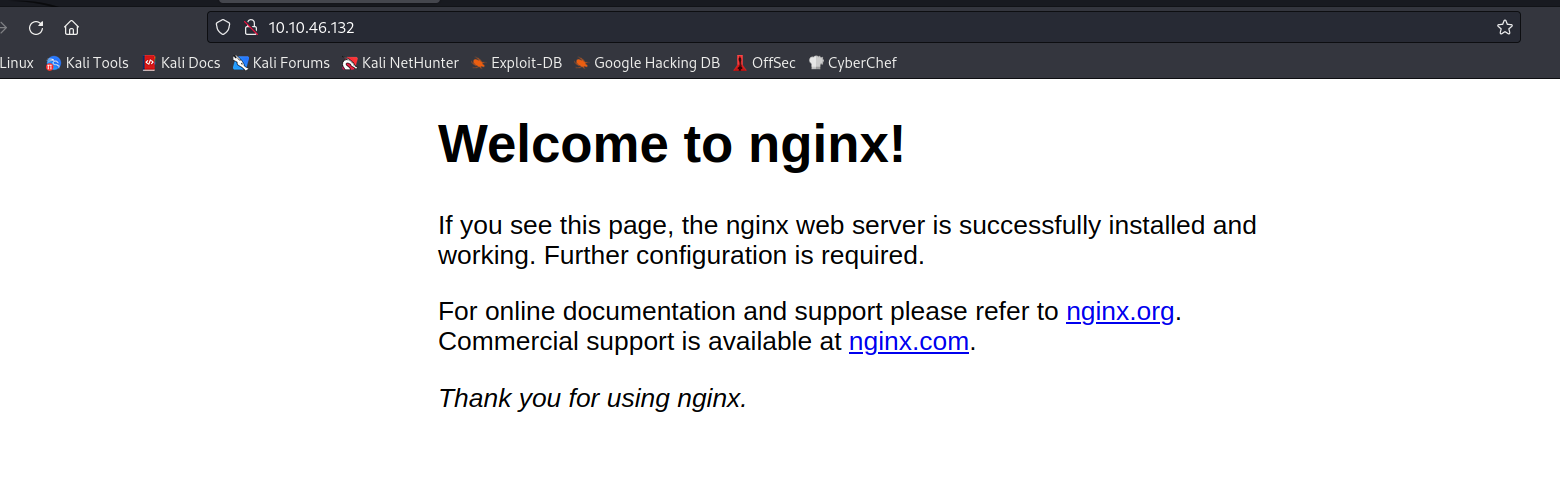 10.10.46.132
Linux Kali Tools Kali Docs Kali Forums Kali NetHunter Exploit-DB Google Hacking DB OffSec CyberChef
Welcome to nginx!
If you see this page, the nginx web server is successfully installed and
working. Further configuration is required.
For online documentation and support please refer to nginx.org.
Commercial support is available at nginx.com.
Thank you for using nginx.